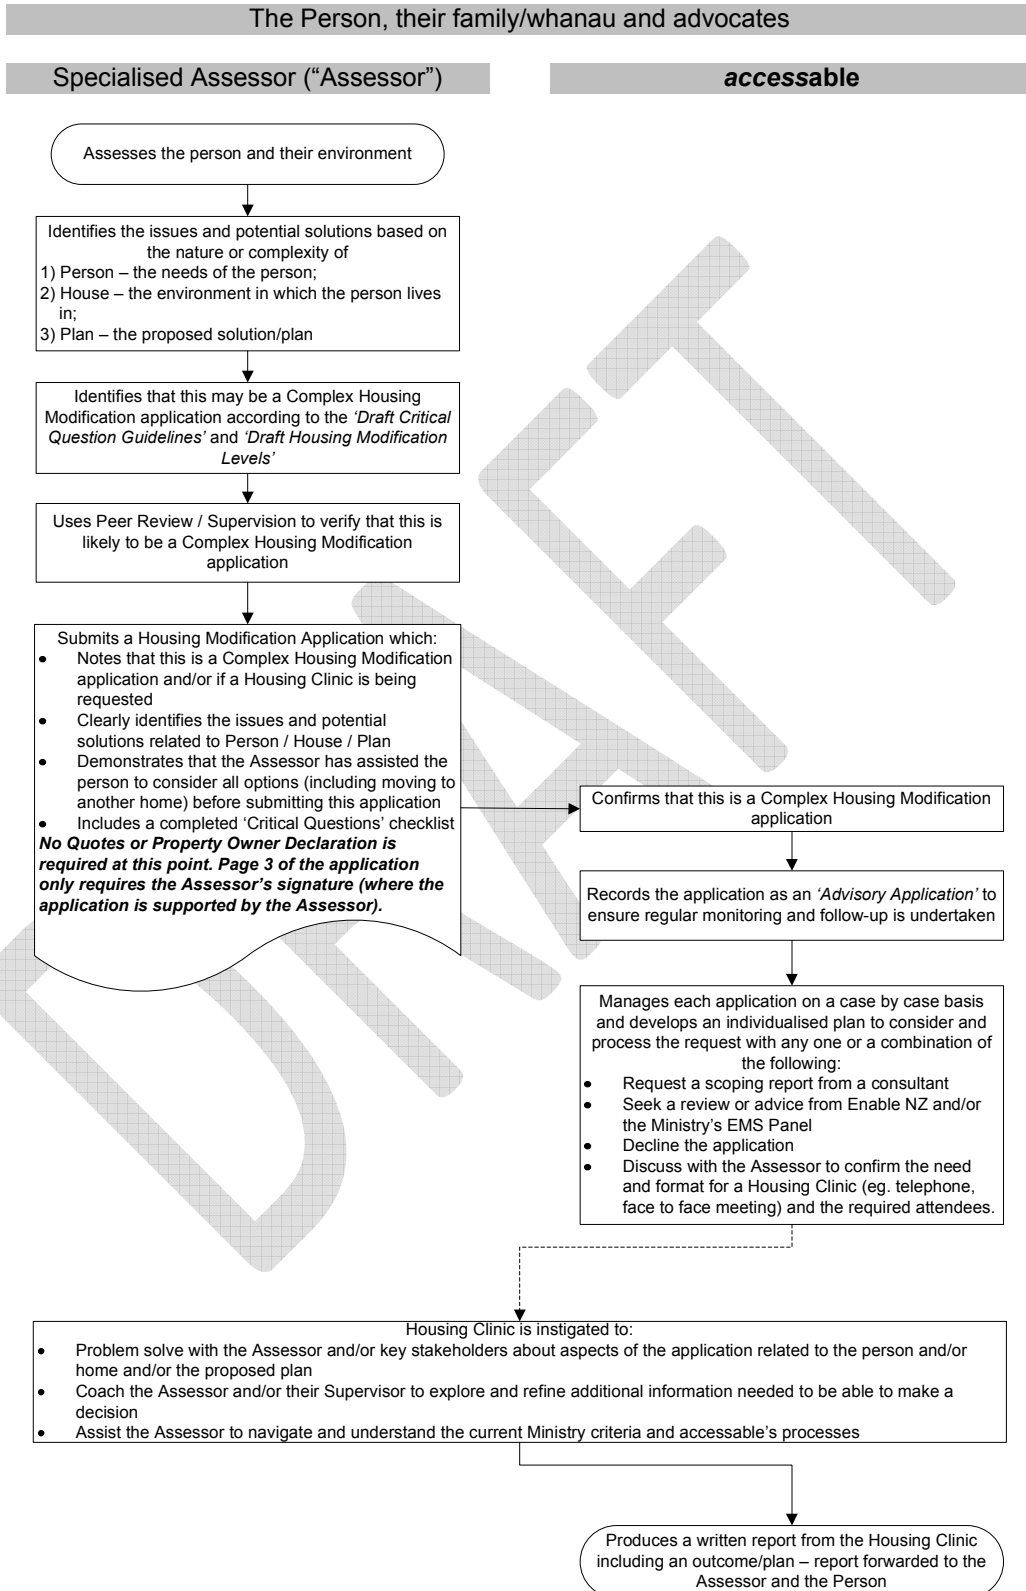 The Person, their family/whanau and advocates
Specialised Assessor (“Assessor”)
accessable
Assesses the person and their environment
Identifies the issues and potential solutions based on
the nature or complexity of
1) Person – the needs of the person;
2) House – the environment in which the person lives
in;
3) Plan – the proposed solution/plan
Identifies that this may be a Complex Housing
Modification application according to the ‘Draft Critical
Question Guidelines’ and ‘Draft Housing Modification
Levels’
Uses Peer Review / Supervision to verify that this is
likely to be a Complex Housing Modification
application
Submits a Housing Modification Application which:
• Notes that this is a Complex Housing Modification
application and/or if a Housing Clinic is being
requested
• Clearly identifies the issues and potential
solutions related to Person / House / Plan
• Demonstrates that the Assessor has assisted the
person to consider all options (including moving to
another home) before submitting this application
• Includes a completed ‘Critical Questions’ checklist
No Quotes or Property Owner Declaration is
required at this point. Page 3 of the application
only requires the Assessor’s signature (where the
application is supported by the Assessor).
Confirms that this is a Complex Housing Modification
application
Records the application as an ‘Advisory Application’ to
ensure regular monitoring and follow-up is undertaken
Manages each application on a case by case basis
and develops an individualised plan to consider and
process the request with any one or a combination of
the following:
• Request a scoping report from a consultant
• Seek a review or advice from Enable NZ and/or
the Ministry’s EMS Panel
• Decline the application
• Discuss with the Assessor to confirm the need
and format for a Housing Clinic (eg. telephone,
face to face meeting) and the required attendees.
Housing Clinic is instigated to:
• Problem solve with the Assessor and/or key stakeholders about aspects of the application related to the person and/or
home and/or the proposed plan
• Coach the Assessor and/or their Supervisor to explore and refine additional information needed to be able to make a
decision
• Assist the Assessor to navigate and understand the current Ministry criteria and accessable’s processes
Produces a written report from the Housing Clinic
including an outcome/plan – report forwarded to the
Assessor and the Person
DRAFT